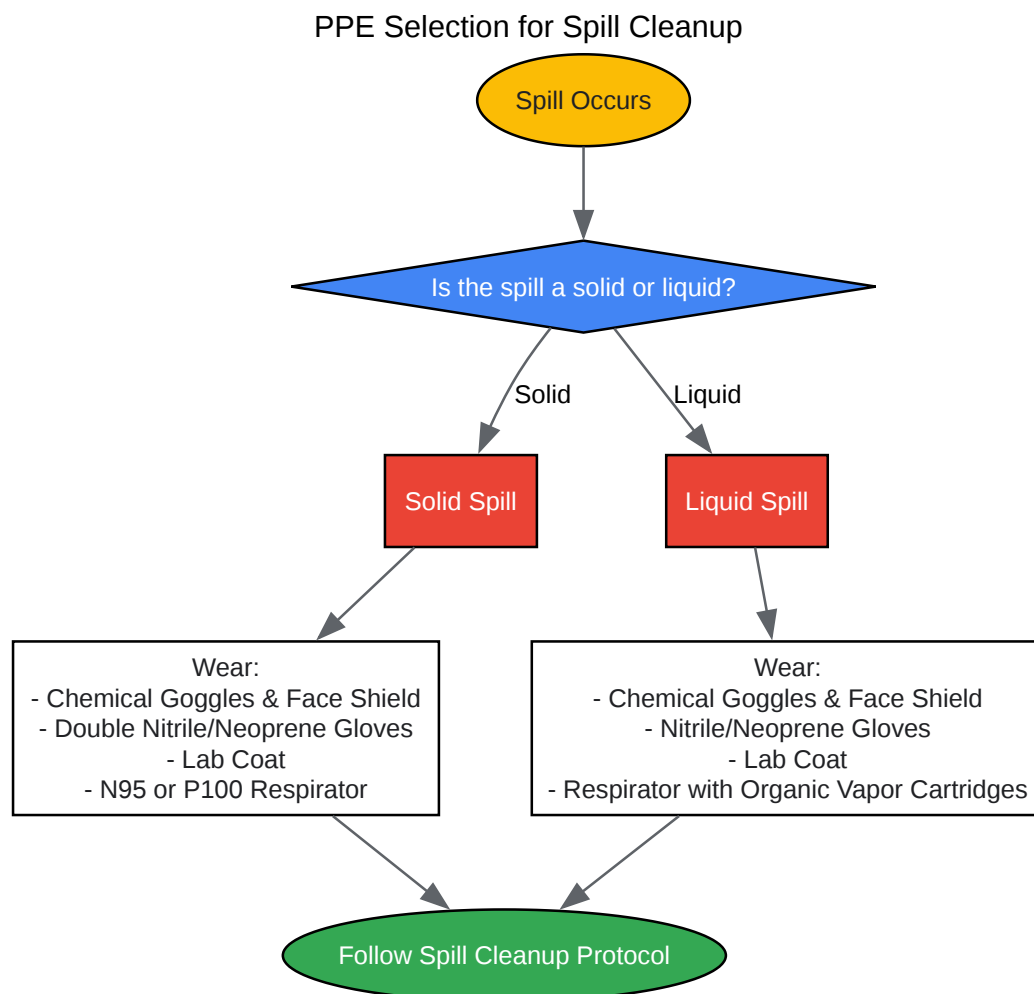 PPE Selection for Spill Cleanup
Spill Occurs
Is the spill a solid or liquid?
Solid
Liquid
Solid Spill
Liquid Spill
Wear:
- Chemical Goggles & Face Shield
- Double Nitrile/Neoprene Gloves
- Lab Coat
- N95 or P100 Respirator
Wear:
- Chemical Goggles & Face Shield
- Nitrile/Neoprene Gloves
- Lab Coat
- Respirator with Organic Vapor Cartridges
Follow Spill Cleanup Protocol